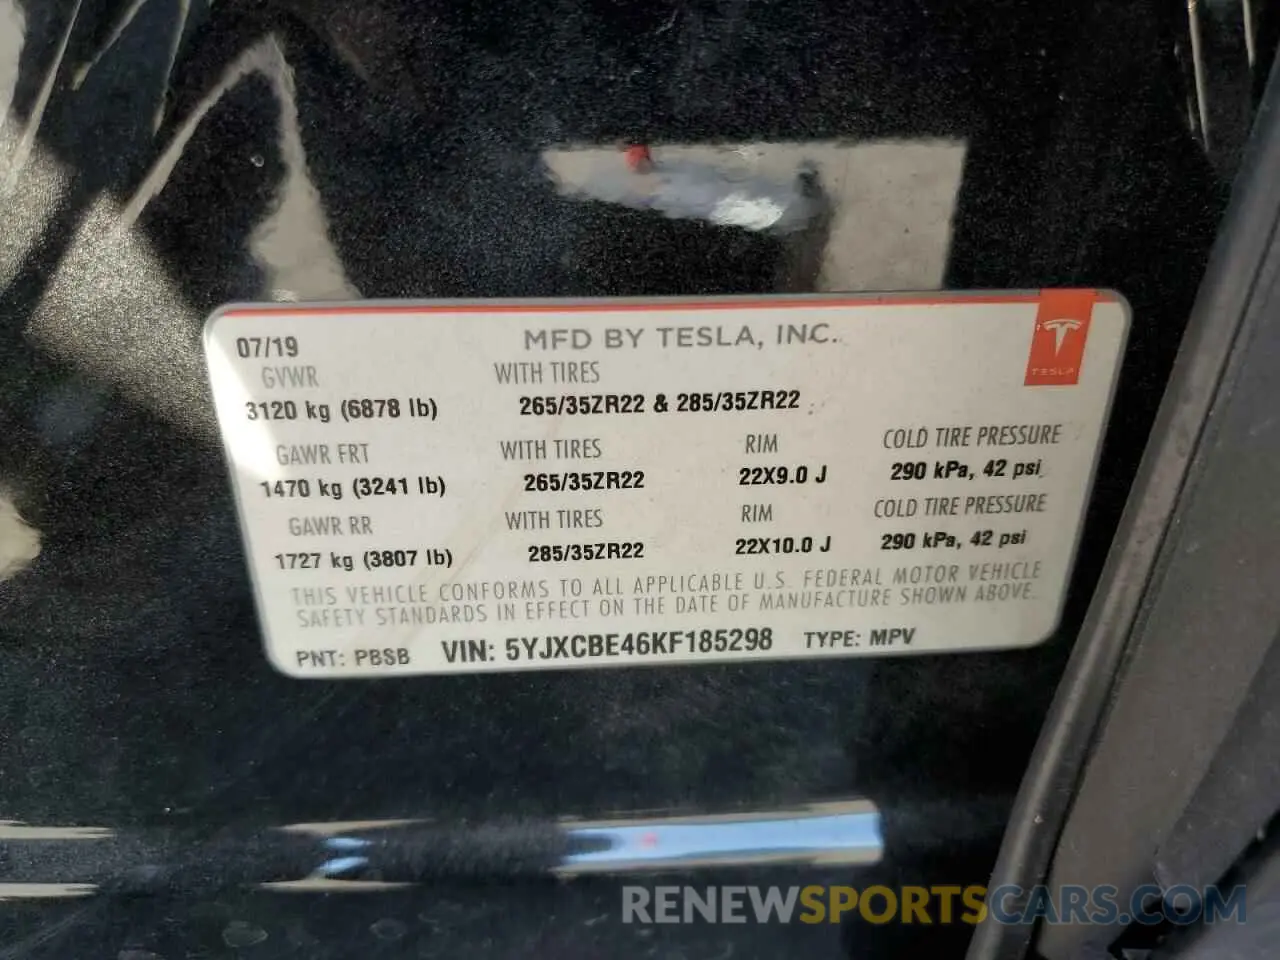 07/19 MFD BY TESLA, INC.
TESLA
GVWR WITH TIRES
3120 kg (6878 lb) 265/35ZR22 & 285/35ZR22
GAWR FRT WITH TIRES RIM COLD TIRE PRESSURE
1470 kg (3241 lb) 265/35ZR22 22X9.0 J 290 kPa, 42 psi
GAWR RR WITH TIRES RIM COLD TIRE PRESSURE
1727 kg (3807 lb) 285/35ZR22 22X10.0 J 290 kPa, 42 psi
THIS VEHICLE CONFORMS TO ALL APPLICABLE U.S. FEDERAL MOTOR VEHICLE
SAFETY STANDARDS IN EFFECT ON THE DATE OF MANUFACTURE SHOWN ABOVE.
PNT: PBSB VIN: 5YJXCBE46KF185298 TYPE: MPV
RENEWSPORTSCARS.COM